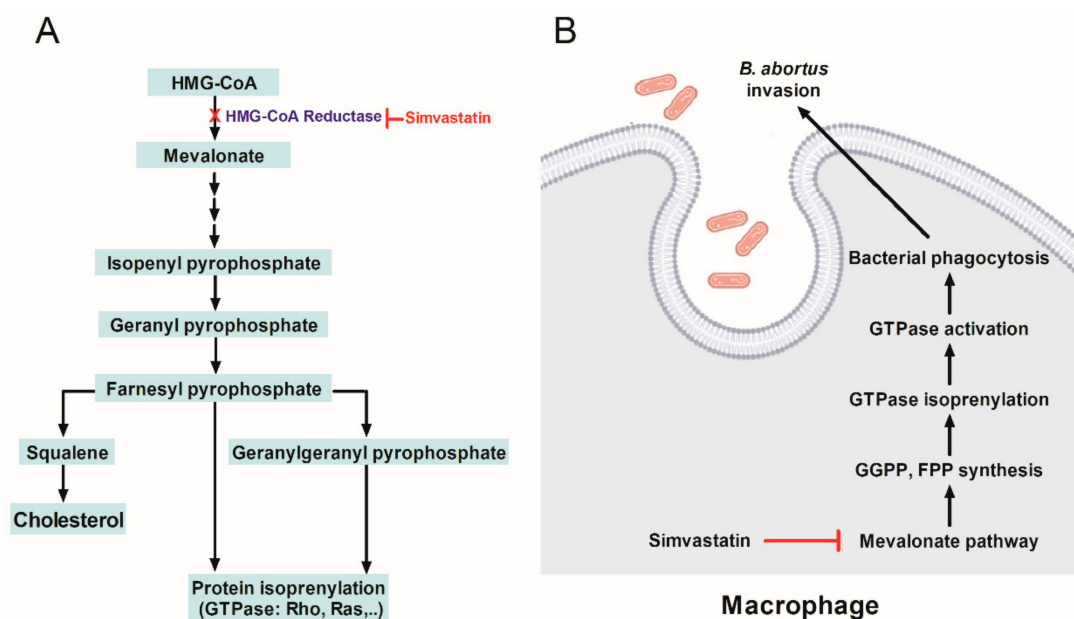 A
HMG-CoA
HMG-CoA Reductase
Simvastatin
Mevalonate
Isopenyl pyrophosphate
Geranyl pyrophosphate
Farnesyl pyrophosphate
Squalene
Geranylgeranyl pyrophosphate
Cholesterol
Protein isoprenylation
(GTPase: Rho, Ras,..)
B
B. abortus
invasion
Bacterial phagocytosis
GTPase activation
GTPase isoprenylation
GGPP, FPP synthesis
Simvastatin
Mevalonate pathway
Macrophage